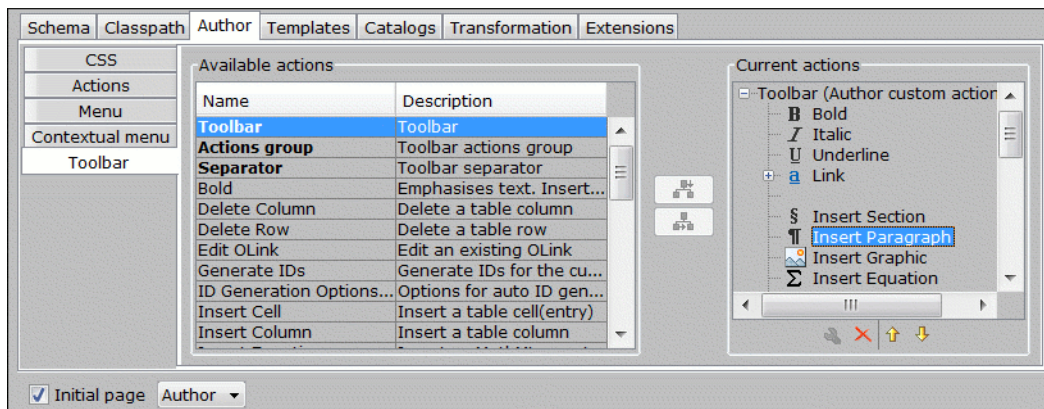 Schema Classpath Author Templates Catalogs Transformation Extensions
CSS
Actions
Menu
Contextual menu
Toolbar
Available actions
Name Description
Toolbar Toolbar
Actions group Toolbar actions group
Separator Toolbar separator
Bold Emphasises text. Insert...
Delete Column Delete a table column
Delete Row Delete a table row
Edit OLink Edit an existing OLink
Generate IDs Generate IDs for the cu...
ID Generation Options... Options for auto ID gen...
Insert Cell Insert a table cell(entry)
Insert Column Insert a table column
Current actions
Toolbar (Author custom action
B Bold
I Italic
U Underline
a Link
§ Insert Section
¶ Insert Paragraph
Insert Graphic
Σ Insert Equation
Initial page Author